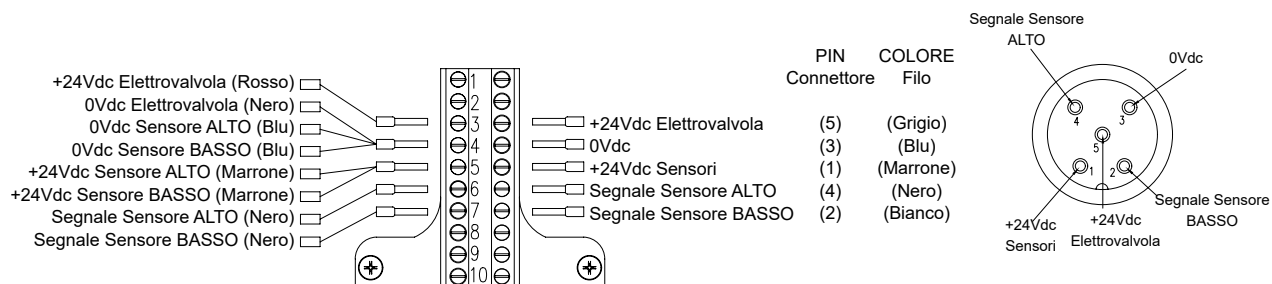 +24Vdc Elettrovalvola (Rosso)
0Vdc Elettrovalvola (Nero)
0Vdc Sensore ALTO (Blu)
0Vdc Sensore BASSO (Blu)
+24Vdc Sensore ALTO (Marrone)
+24Vdc Sensore BASSO (Marrone)
Segnale Sensore ALTO (Nero)
Segnale Sensore BASSO (Nero)
1
2
3
4
5
6
7
8
9
10
PIN COLORE
Connettore Filo
+24Vdc Elettrovalvola (5) (Grigio)
0Vdc (3) (Blu)
+24Vdc Sensori (1) (Marrone)
Segnale Sensore ALTO (4) (Nero)
Segnale Sensore BASSO (2) (Bianco)
Segnale Sensore
ALTO
0Vdc
4
3
5
1
2
+24Vdc
Sensori
+24Vdc
Elettrovalvola
Segnale Sensore
BASSO